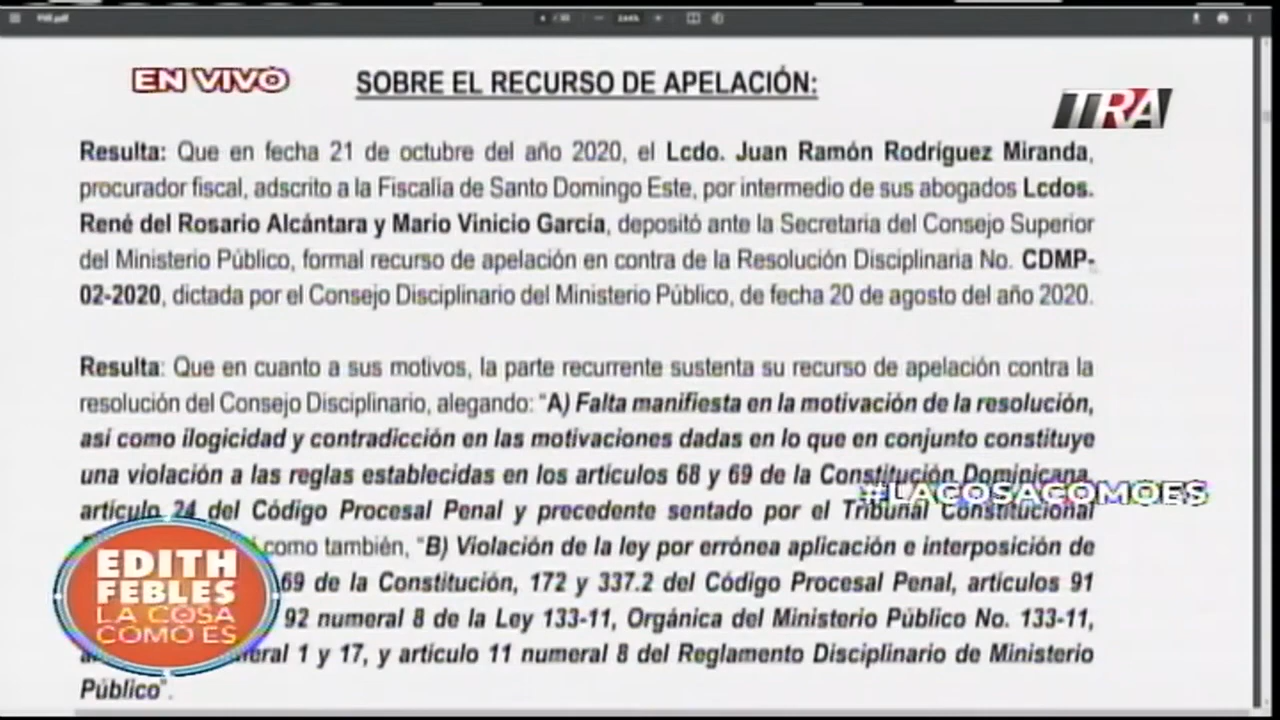 EN VIVO
SOBRE EL RECURSO DE APELACIÓN:
TRA
Resulta: Que en fecha 21 de octubre del año 2020, el Lcdo. Juan Ramón Rodríguez Miranda,
procurador fiscal, adscrito a la Fiscalía de Santo Domingo Este, por intermedio de sus abogados Lcdos.
René del Rosario Alcántara y Mario Vinicio García, depositó ante la Secretaria del Consejo Superior
del Ministerio Público, formal recurso de apelación en contra de la Resolución Disciplinaria No. CDMP-
02-2020, dictada por el Consejo Disciplinario del Ministerio Público, de fecha 20 de agosto del año 2020.
Resulta: Que en cuanto a sus motivos, la parte recurrente sustenta su recurso de apelación contra la
resolución del Consejo Disciplinario, alegando: "A) Falta manifiesta en la motivación de la resolución,
así como ilogicidad y contradicción en las motivaciones dadas en lo que en conjunto constituye
una violación a las reglas establecidas en los artículos 68 y 69 de la Constitución Dominicana,
#LACOSACOMOES
artículo 24 del Código Procesal Penal y precedente sentado por el Tribunal Constitucional
como también, "B) Violación de la ley por errónea aplicación e interposición de
69 de la Constitución, 172 y 337.2 del Código Procesal Penal, artículos 91
92 numeral 8 de la Ley 133-11, Orgánica del Ministerio Público No. 133-11,
1 y 17, y artículo 11 numeral 8 del Reglamento Disciplinario de Ministerio
Público".
EDITH
FEBLES
LA COSA
COMO ES